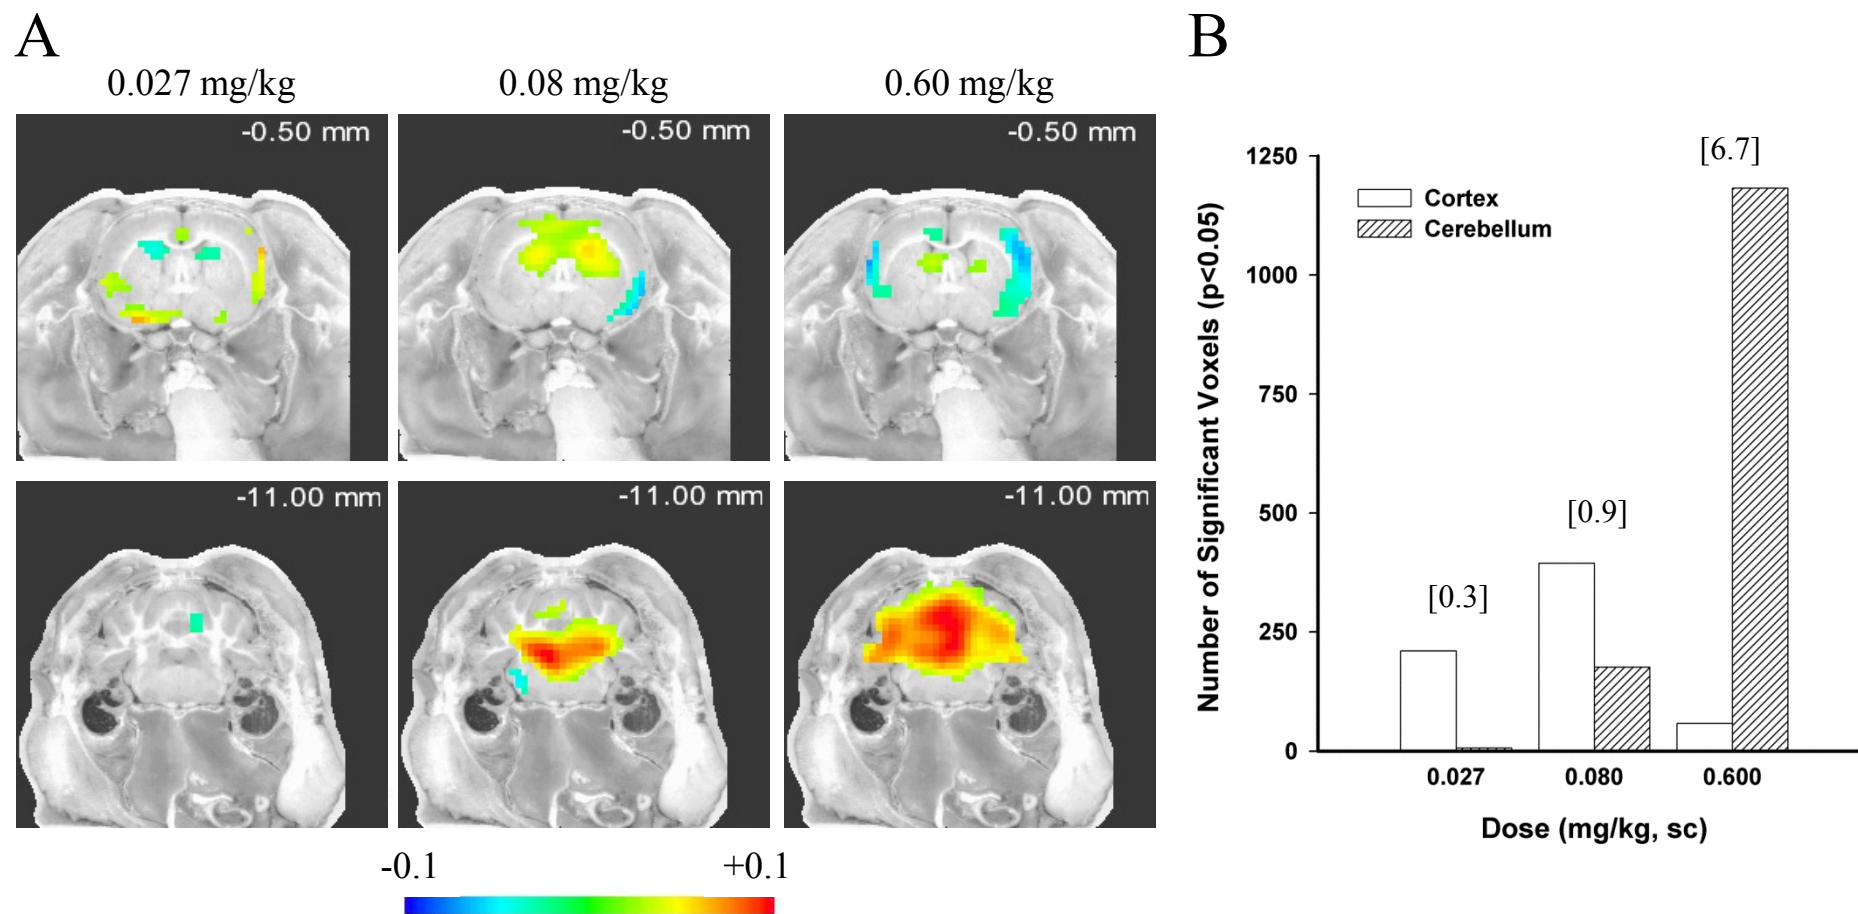 A
0.027 mg/kg
0.08 mg/kg
0.60 mg/kg
-0.50 mm
-0.50 mm
-0.50 mm
-11.00 mm
-11.00 mm
-11.00 mm
-0.1
+0.1
B
Number of Significant Voxels (p<0.05)
1250
1000
750
500
250
0
Cortex
Cerebellum
[0.3]
[0.9]
[6.7]
0.027
0.080
0.600
Dose (mg/kg, sc)